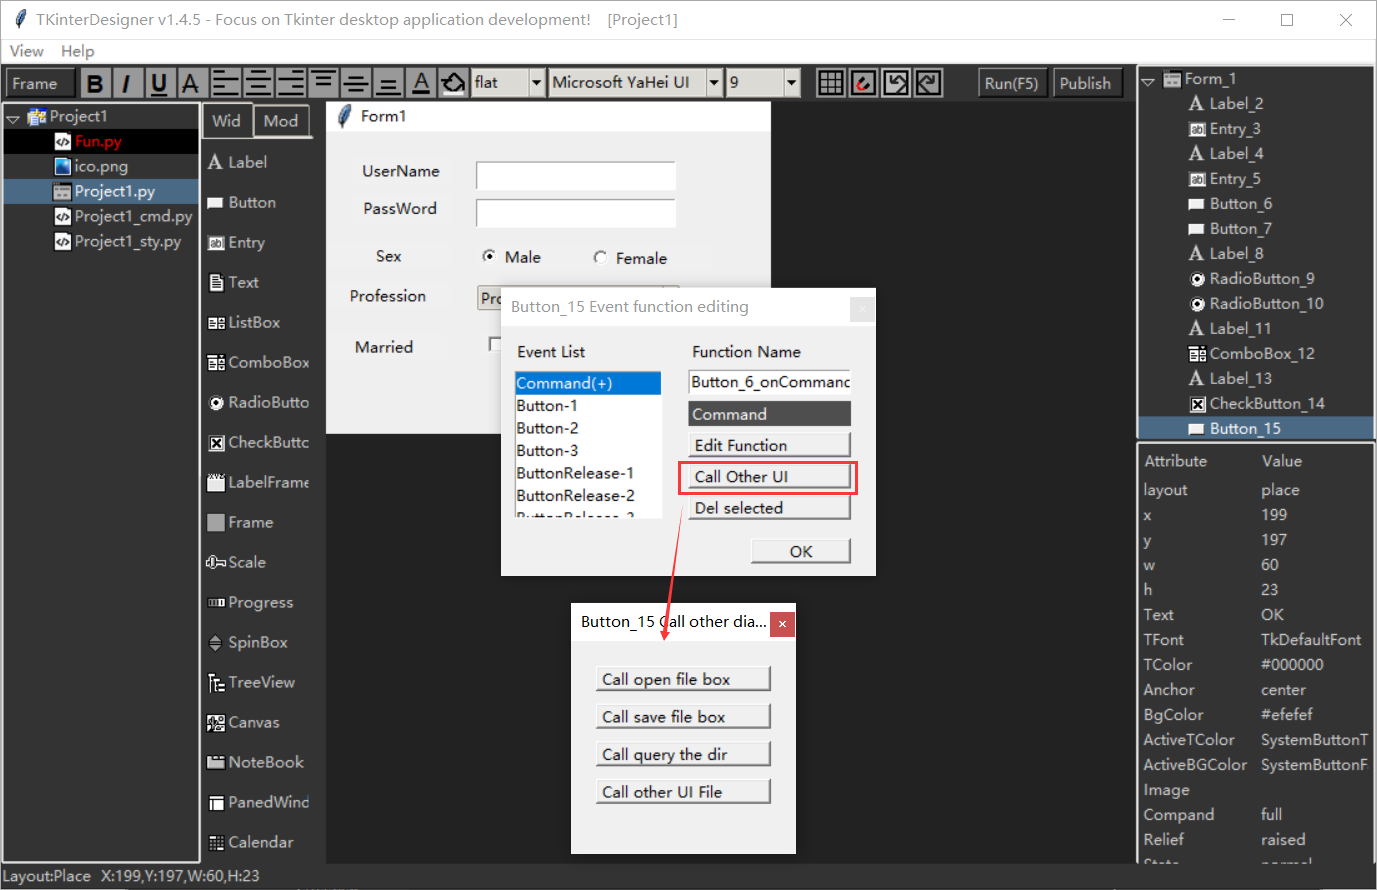 TKinterDesigner v1.4.5 - Focus on Tkinter desktop application development! [Project1]
View Help
Frame B I U A A flat Microsoft YaHei UI 9 Run(F5) Publish
Project1
Fun.py
ico.png
Project1.py
Project1_cmd.py
Project1_sty.py
Wid Mod
Label
Button
Entry
Text
ListBox
ComboBox
RadioButto
CheckButtc
LabelFrame
Frame
Scale
Progress
SpinBox
TreeView
Canvas
NoteBook
PanedWind
Calendar
Form1
UserName
PassWord
Sex Male Female
Profession Pro
Married
Button_15 Event function editing
Event List
Command(+)
Button-1
Button-2
Button-3
ButtonRelease-1
ButtonRelease-2
ButtonRelease-3
Function Name
Button_6_onCommand
Command
Edit Function
Call Other UI
Del selected
OK
Button_15 Call other dia...
Call open file box
Call save file box
Call query the dir
Call other UI File
Form_1
Label_2
Entry_3
Label_4
Entry_5
Button_6
Button_7
Label_8
RadioButton_9
RadioButton_10
Label_11
ComboBox_12
Label_13
CheckButton_14
Button_15
Attribute Value
layout place
x 199
y 197
w 60
h 23
Text OK
TFont TkDefaultFont
TColor #000000
Anchor center
BgColor #efefef
ActiveTColor SystemButtonT
ActiveBGColor SystemButtonF
Image
Compand full
Relief raised
State normal
Layout:Place X:199,Y:197,W:60,H:23